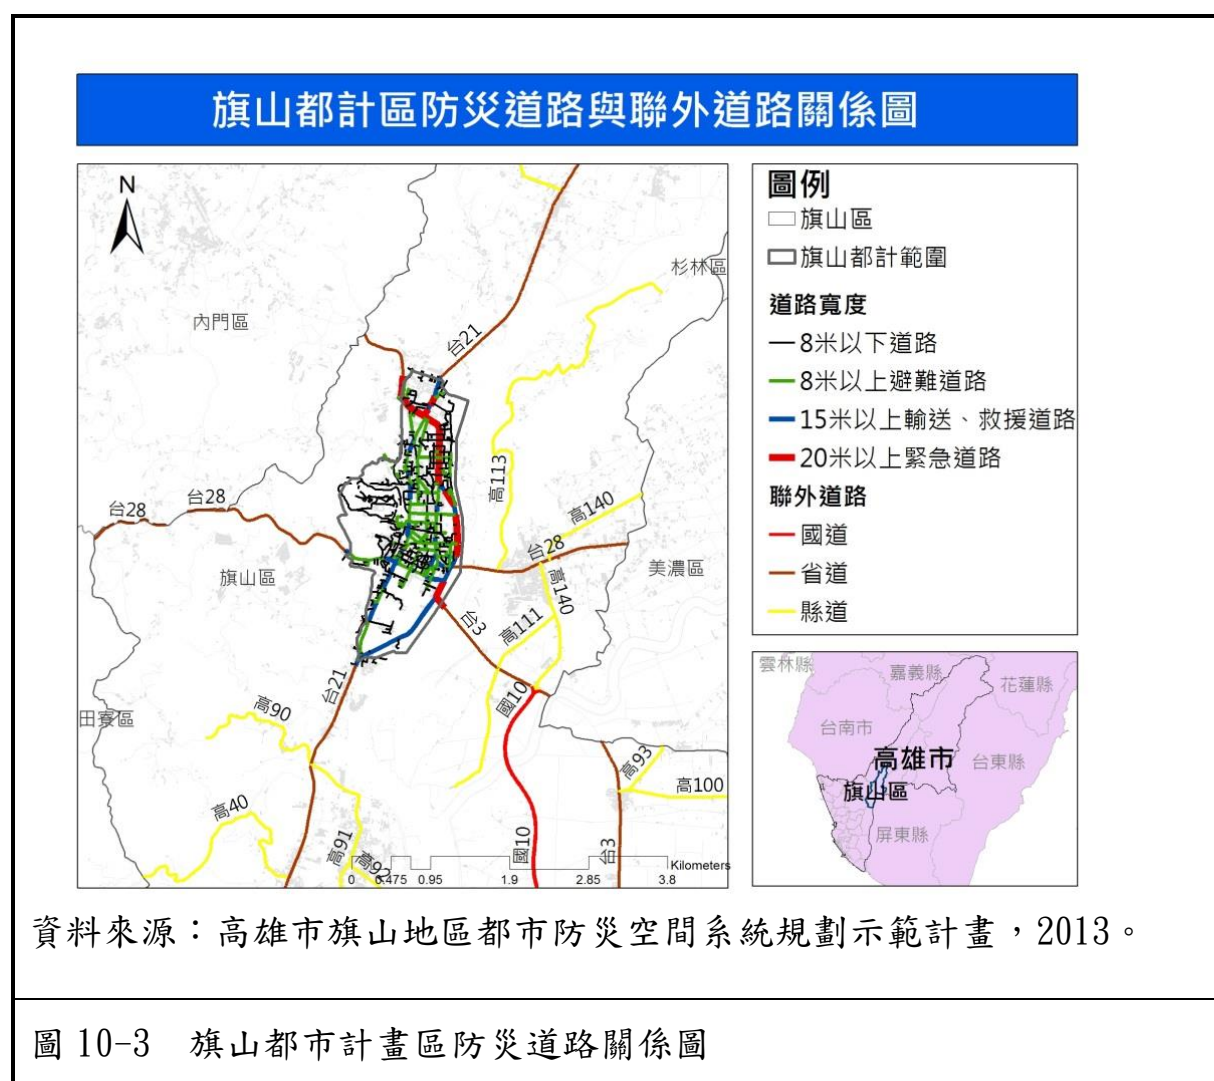 旗山都計區防災道路與聯外道路關係圖
N
杉林區
內門區
台21
高113
台28
台28
高140
台28
旗山區
美濃區
高140
台3
高111
台21
國10
高90
田寮區
高93
高100
高40
高91
高92
國10
台3
Kilometers
0 0.475 0.95 1.9 2.85 3.8
圖例
旗山區
旗山都計範圍
道路寬度
8米以下道路
8米以上避難道路
15米以上輸送、救援道路
20米以上緊急道路
聯外道路
國道
省道
縣道
雲林縣
嘉義縣
花蓮縣
台南市
高雄市
台東縣
旗山區
屏東縣
資料來源：高雄市旗山地區都市防災空間系統規劃示範計畫，2013。
圖 10-3 旗山都市計畫區防災道路關係圖